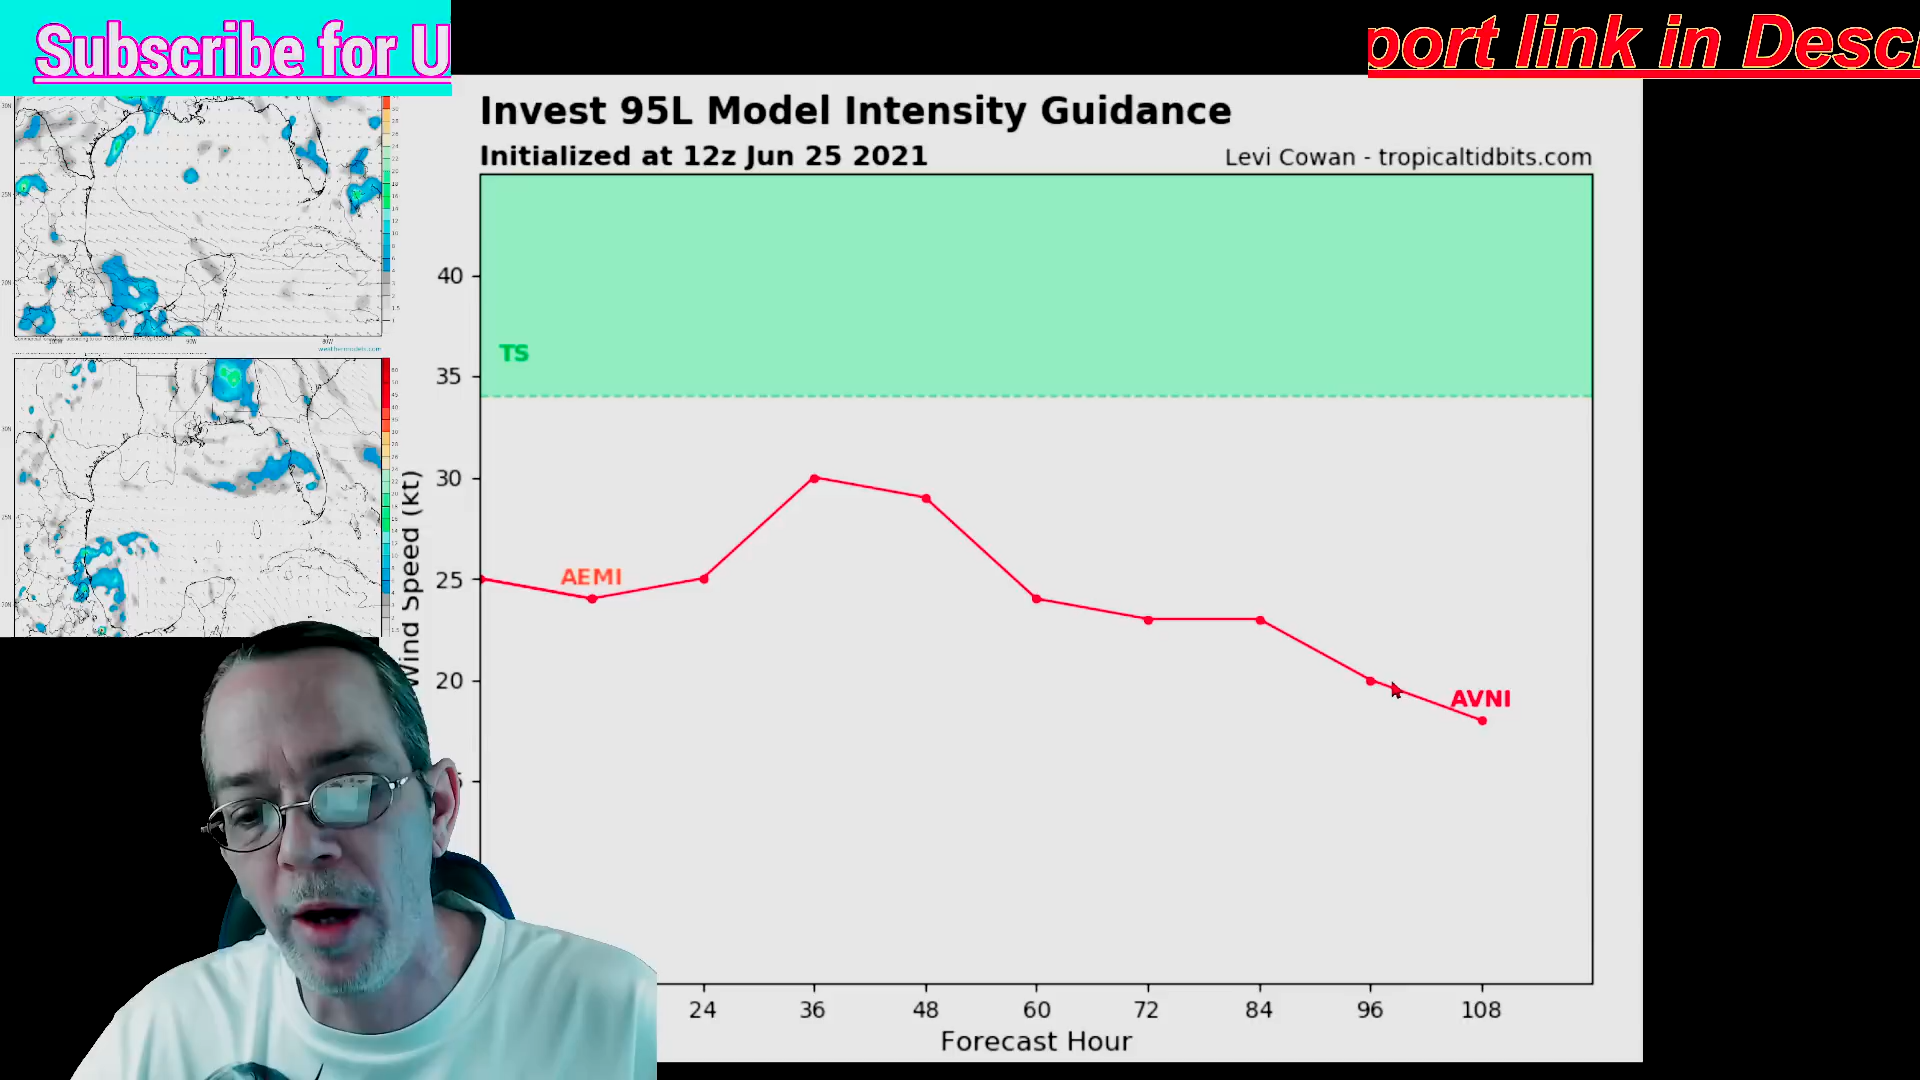 Subscribe for U
port link in Desc
Invest 95L Model Intensity Guidance
Initialized at 12z Jun 25 2021
Levi Cowan - tropicaltidbits.com
40
TS
35
30
AEMI
25
20
AVNI
Wind Speed (kt)
24 36 48 60 72 84 96 108
Forecast Hour
weathermodels.com